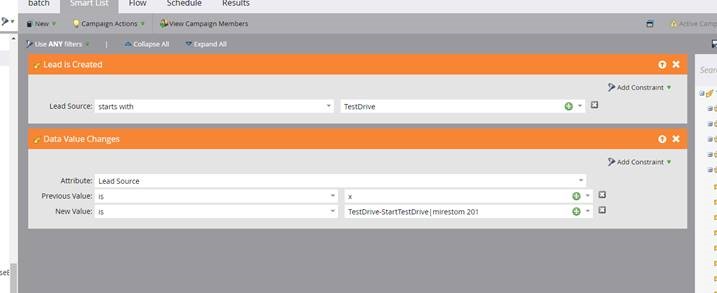 batch Smart List Flow Schedule Results
New Campaign Actions View Campaign Members Active Camp
Use ANY filters | Collapse All Expand All
Sear
Lead is Created
Add Constraint
Lead Source: starts with TestDrive
Data Value Changes
Add Constraint
Attribute: Lead Source
Previous Value: is x
New Value: is TestDrive-StartTestDrive|mirestom 201
seE